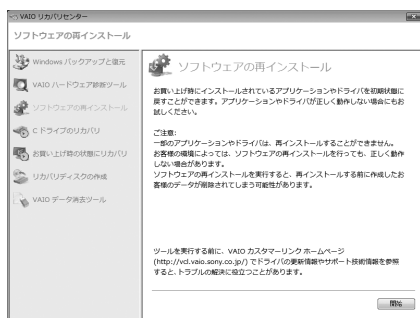 VAIO リカバリセンター
ソフトウェアの再インストール
Windows バックアップと復元
VAIO ハードウェア診断ツール
ソフトウェアの再インストール
C ドライブのリカバリ
お買い上げ時の状態にリカバリ
リカバリディスクの作成
VAIO データ消去ツール
ソフトウェアの再インストール
お買い上げ時にインストールされているアプリケーションやドライバを初期状態に
戻すことができます。アプリケーションやドライバが正しく動作しない場合にもお
試しください。
ご注意:
一部のアプリケーションやドライバは、再インストールすることができません。
お客様の環境によっては、ソフトウェアの再インストールを行っても、正しく動作
しない場合があります。
ソフトウェアの再インストールを実行すると、再インストールする前に作成したお
客様のデータが削除されてしまう可能性があります。
ツールを実行する前に、VAIO カスタマーリンク ホームページ
(http://vcl.vaio.sony.co.jp/) でドライバの更新情報やサポート技術情報を参照
すると、トラブルの解決に役立つことがあります。
開始